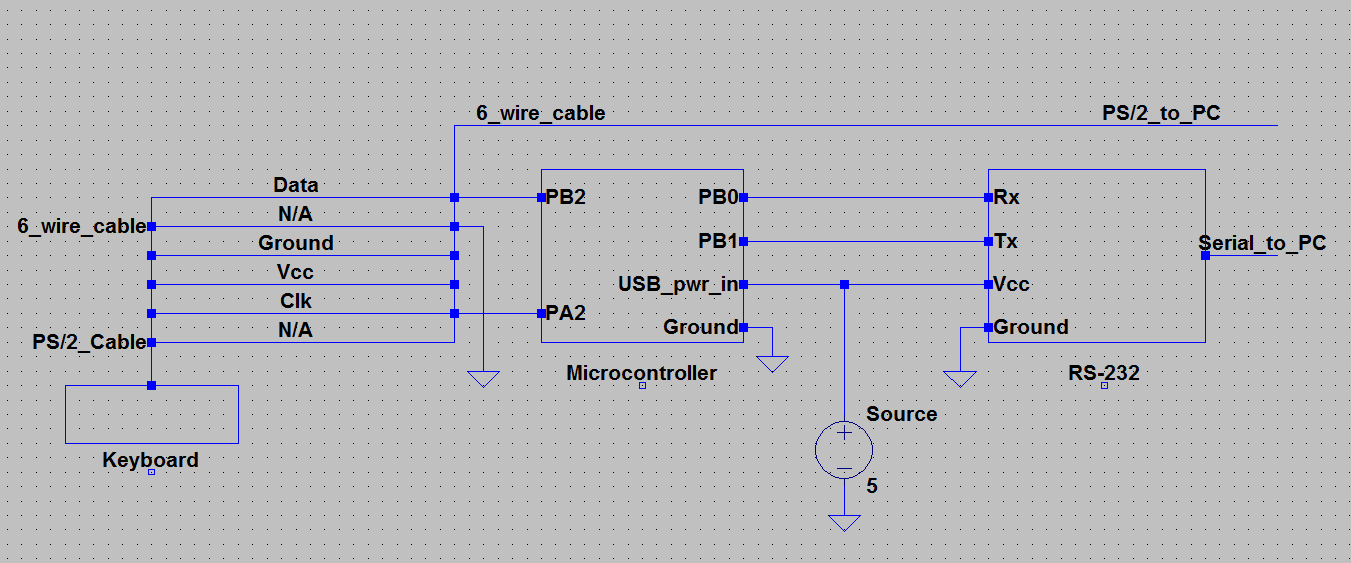 6_wire_cable
PS/2_to_PC
Data
PB2
PB0
Rx
N/A
6_wire_cable
Ground
PB1
Tx
Serial_to_PC
Vcc
USB_pwr_in
Vcc
Clk
PA2
Ground
Ground
N/A
PS/2_Cable
Microcontroller
RS-232
Source
+
−
5
Keyboard